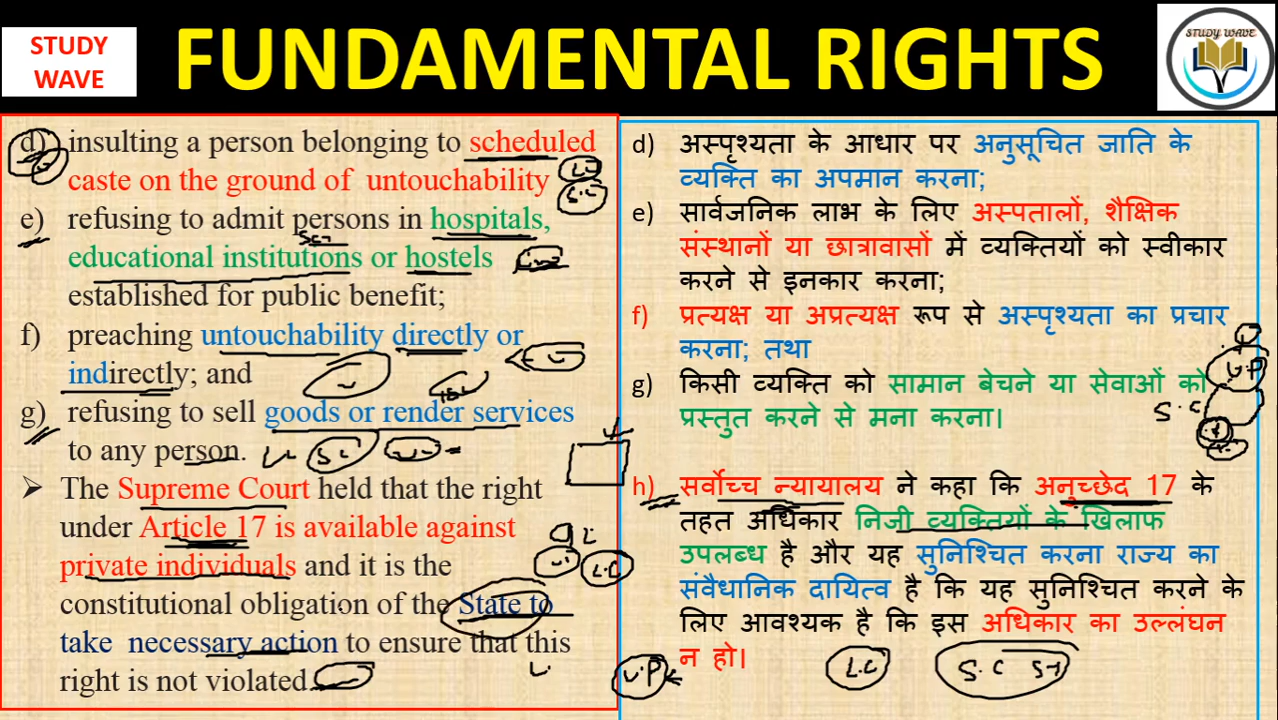 STUDY
WAVE
FUNDAMENTAL RIGHTS
STUDY WAVE
d) insulting a person belonging to scheduled
caste on the ground of untouchability
e) refusing to admit persons in hospitals,
educational institutions or hostels
established for public benefit;
f) preaching untouchability directly or
indirectly; and
g) refusing to sell goods or render services
to any person.
➢ The Supreme Court held that the right
under Article 17 is available against
private individuals and it is the
constitutional obligation of the State to
take necessary action to ensure that this
right is not violated.
d) अस्पृश्यता के आधार पर अनुसूचित जाति के
व्यक्ति का अपमान करना;
e) सार्वजनिक लाभ के लिए अस्पतालों, शैक्षिक
संस्थानों या छात्रावासों में व्यक्तियों को स्वीकार
करने से इनकार करना;
f) प्रत्यक्ष या अप्रत्यक्ष रूप से अस्पृश्यता का प्रचार
करना; तथा
g) किसी व्यक्ति को सामान बेचने या सेवाओं को
प्रस्तुत करने से मना करना।
S.C
h) सर्वोच्च न्यायालय ने कहा कि अनुच्छेद 17 के
तहत अधिकार निजी व्यक्तियों के खिलाफ
उपलब्ध है और यह सुनिश्चित करना राज्य का
संवैधानिक दायित्व है कि यह सुनिश्चित करने के
लिए आवश्यक है कि इस अधिकार का उल्लंघन
न हो।
U.P L.C S.C ST